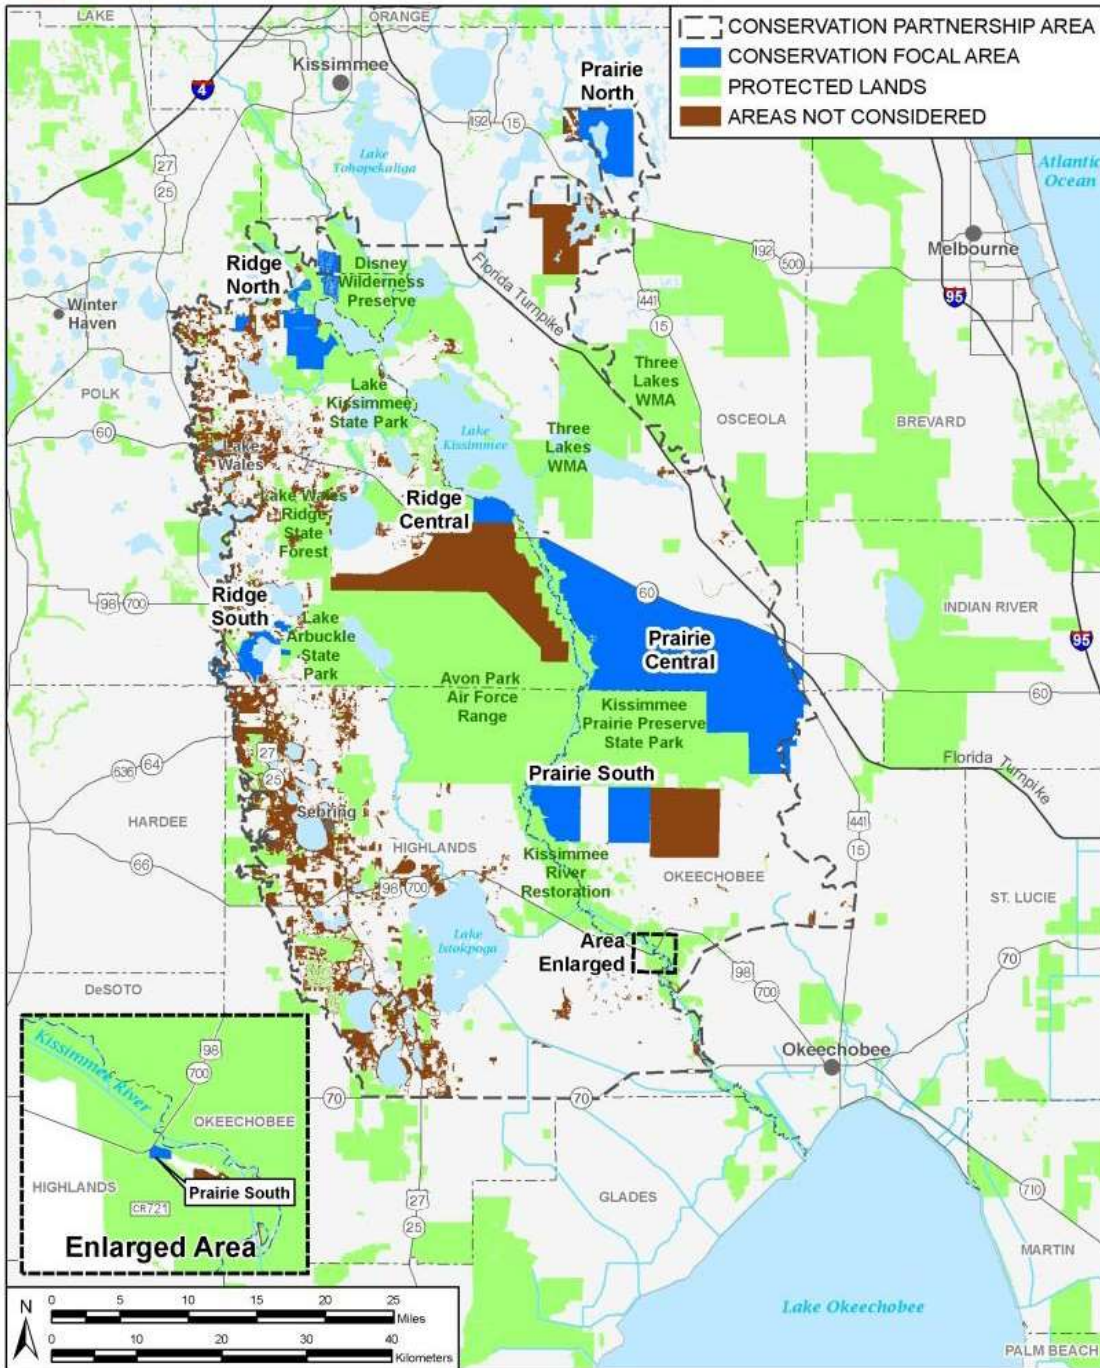 LAKE
ORANGE
CONSERVATION PARTNERSHIP AREA
CONSERVATION FOCAL AREA
PROTECTED LANDS
AREAS NOT CONSIDERED
Kissimmee
4
Prairie
North
192
15
Lake
Tohopekaliga
27
25
Atlantic
Ocean
Melbourne
192
500
95
Ridge
North
Disney
Wilderness
Preserve
Florida Turnpike
441
15
Winter
Haven
POLK
60
Lake
Kissimmee
State Park
Lake
Kissimmee
Three
Lakes
WMA
Three
Lakes
WMA
OSCEOLA
BREVARD
Lake
Wales
Lake Wales
Ridge
State
Forest
Ridge
Central
98
700
Ridge
South
Lake
Arbuckle
State
Park
60
Prairie
Central
INDIAN RIVER
95
Avon Park
Air Force
Range
Kissimmee
Prairie Preserve
State Park
60
636
64
27
25
Prairie South
Florida Turnpike
HARDEE
Sebring
HIGHLANDS
441
15
66
98
700
Kissimmee
River
Restoration
OKEECHOBEE
ST. LUCIE
Lake
Istokpoga
Area
Enlarged
98
700
70
DeSOTO
Okeechobee
70
70
Kissimmee River
98
700
OKEECHOBEE
HIGHLANDS
Prairie South
CR721
Enlarged Area
27
25
GLADES
710
MARTIN
Lake Okeechobee
PALM BEACH
N
0 5 10 15 20 25
Miles
0 10 20 30 40
Kilometers